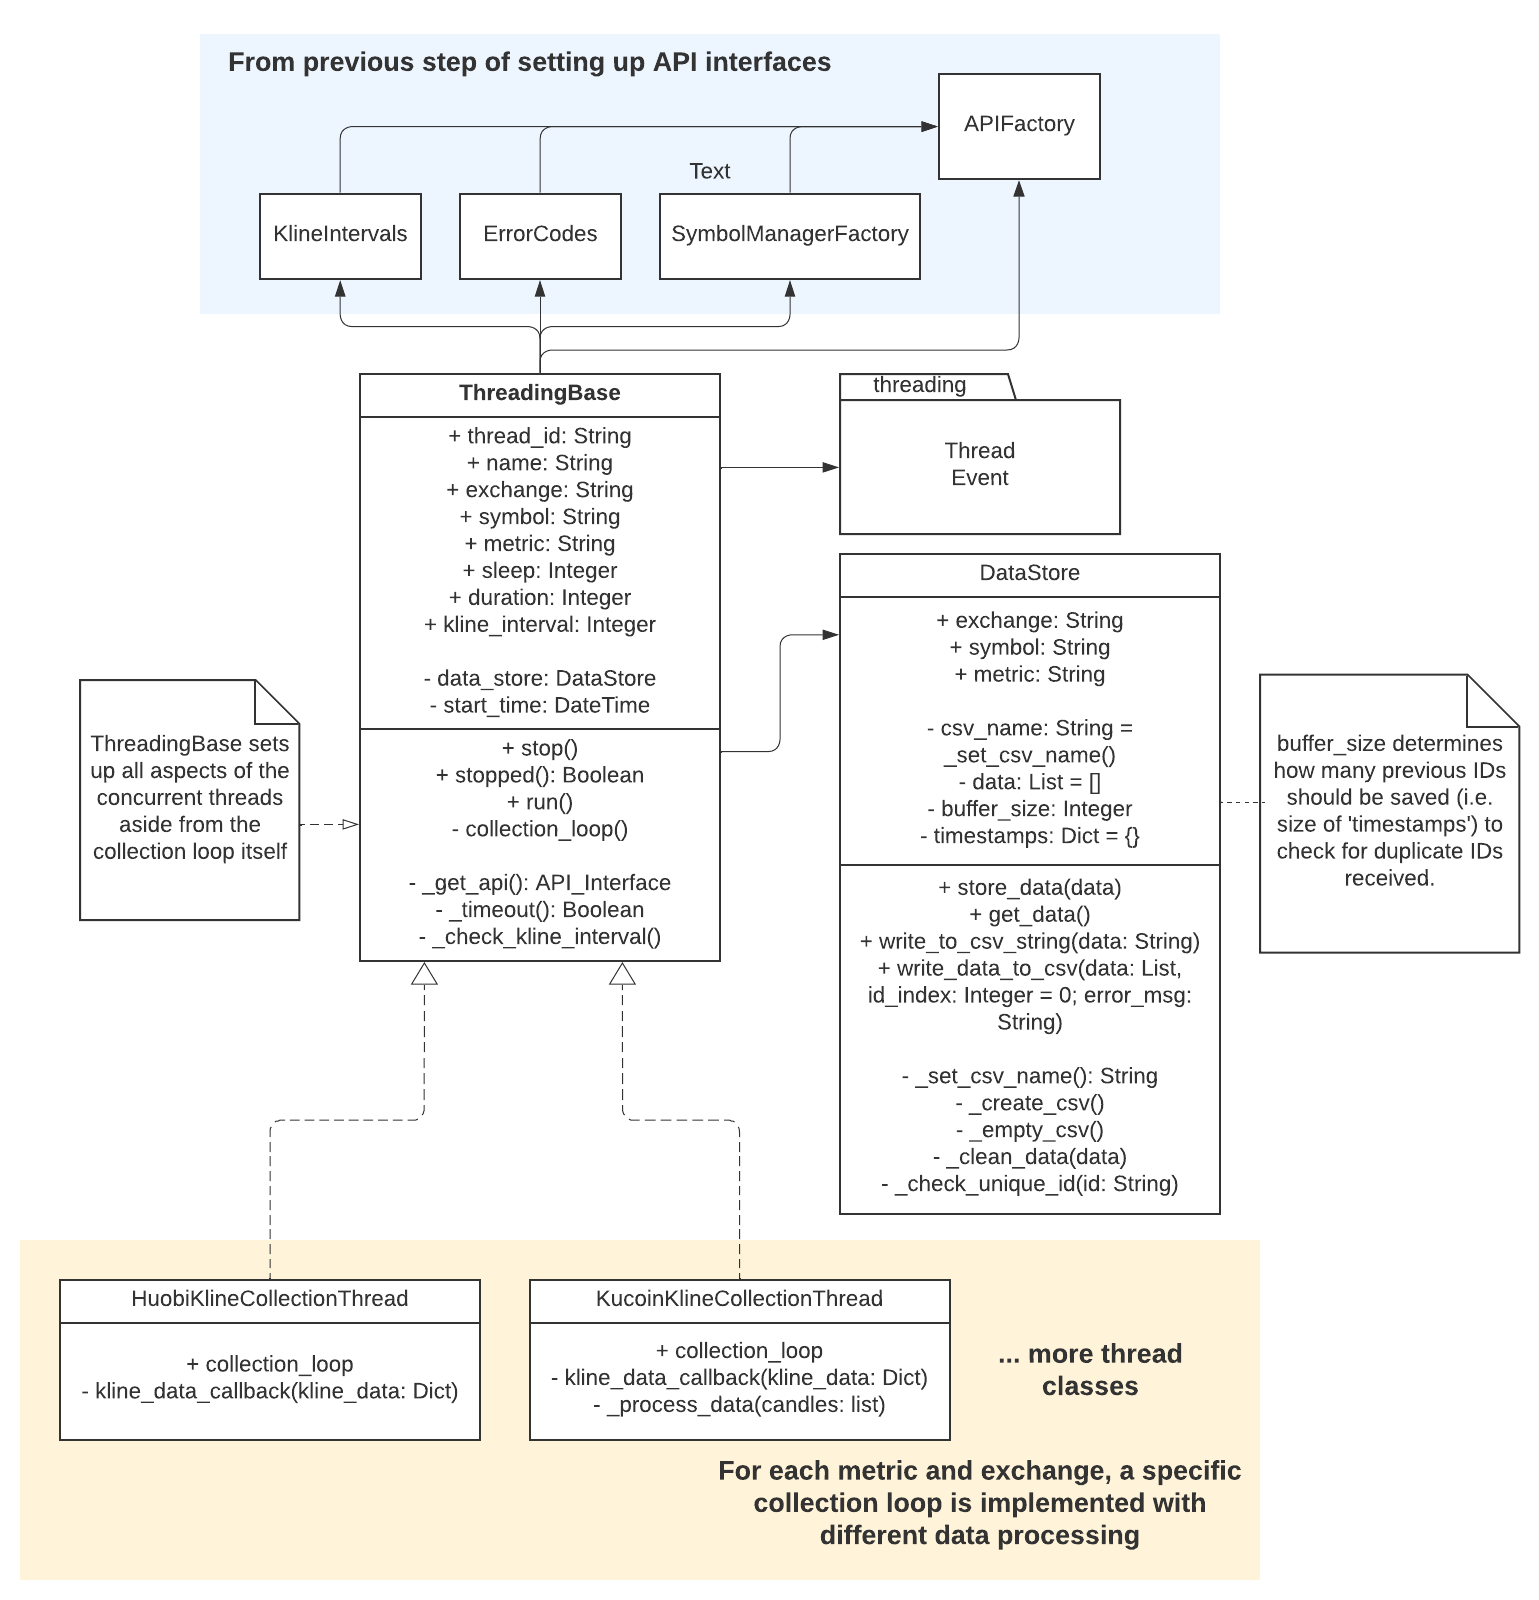 From previous step of setting up API interfaces
APIFactory
Text
KlineIntervals
ErrorCodes
SymbolManagerFactory
ThreadingBase
+ thread_id: String
+ name: String
+ exchange: String
+ symbol: String
+ metric: String
+ sleep: Integer
+ duration: Integer
+ kline_interval: Integer
- data_store: DataStore
- start_time: DateTime
+ stop()
+ stopped(): Boolean
+ run()
- collection_loop()
- _get_api(): API_Interface
- _timeout(): Boolean
- _check_kline_interval()
threading
Thread
Event
DataStore
+ exchange: String
+ symbol: String
+ metric: String
- csv_name: String =
_set_csv_name()
- data: List = []
- buffer_size: Integer
- timestamps: Dict = {}
+ store_data(data)
+ get_data()
+ write_to_csv_string(data: String)
+ write_data_to_csv(data: List,
id_index: Integer = 0; error_msg:
String)
- _set_csv_name(): String
- _create_csv()
- _empty_csv()
- _clean_data(data)
- _check_unique_id(id: String)
ThreadingBase sets
up all aspects of the
concurrent threads
aside from the
collection loop itself
buffer_size determines
how many previous IDs
should be saved (i.e.
size of 'timestamps') to
check for duplicate IDs
received.
HuobiKlineCollectionThread
+ collection_loop
- kline_data_callback(kline_data: Dict)
KucoinKlineCollectionThread
+ collection_loop
- kline_data_callback(kline_data: Dict)
- _process_data(candles: list)
... more thread
classes
For each metric and exchange, a specific
collection loop is implemented with
different data processing